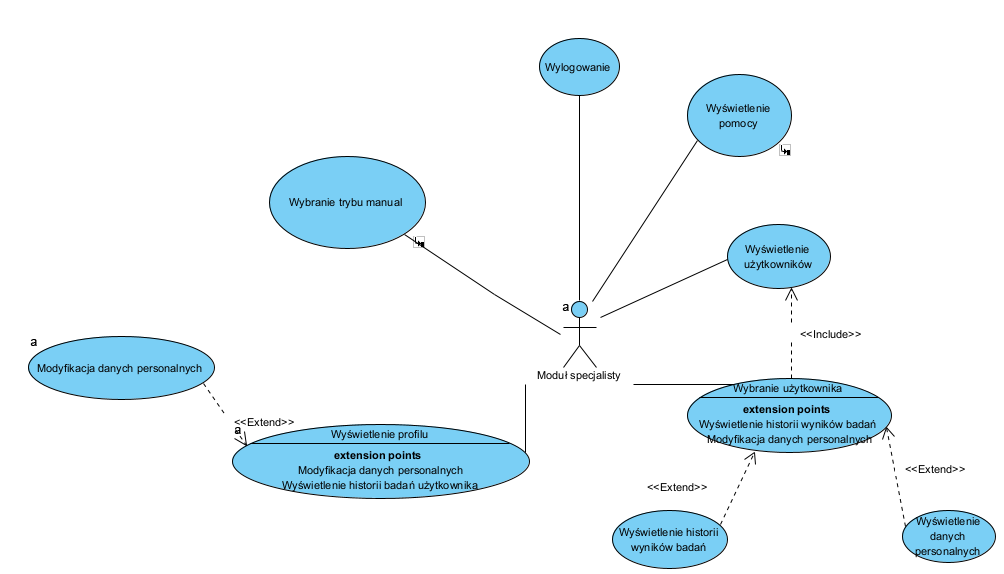 Wylogowanie
Wyświetlenie
pomocy
Wybranie trybu manual
Wyświetlenie
użytkowników
a
Moduł specjalisty
<<Include>>
a
Modyfikacja danych personalnych
<<Extend>>
a
Wyświetlenie profilu
extension points
Modyfikacja danych personalnych
Wyświetlenie historii badań użytkownika
Wybranie użytkownika
extension points
Wyświetlenie historii wyników badań
Modyfikacja danych personalnych
<<Extend>>
<<Extend>>
Wyświetlenie historii
wyników badań
Wyświetlenie
danych
personalnych